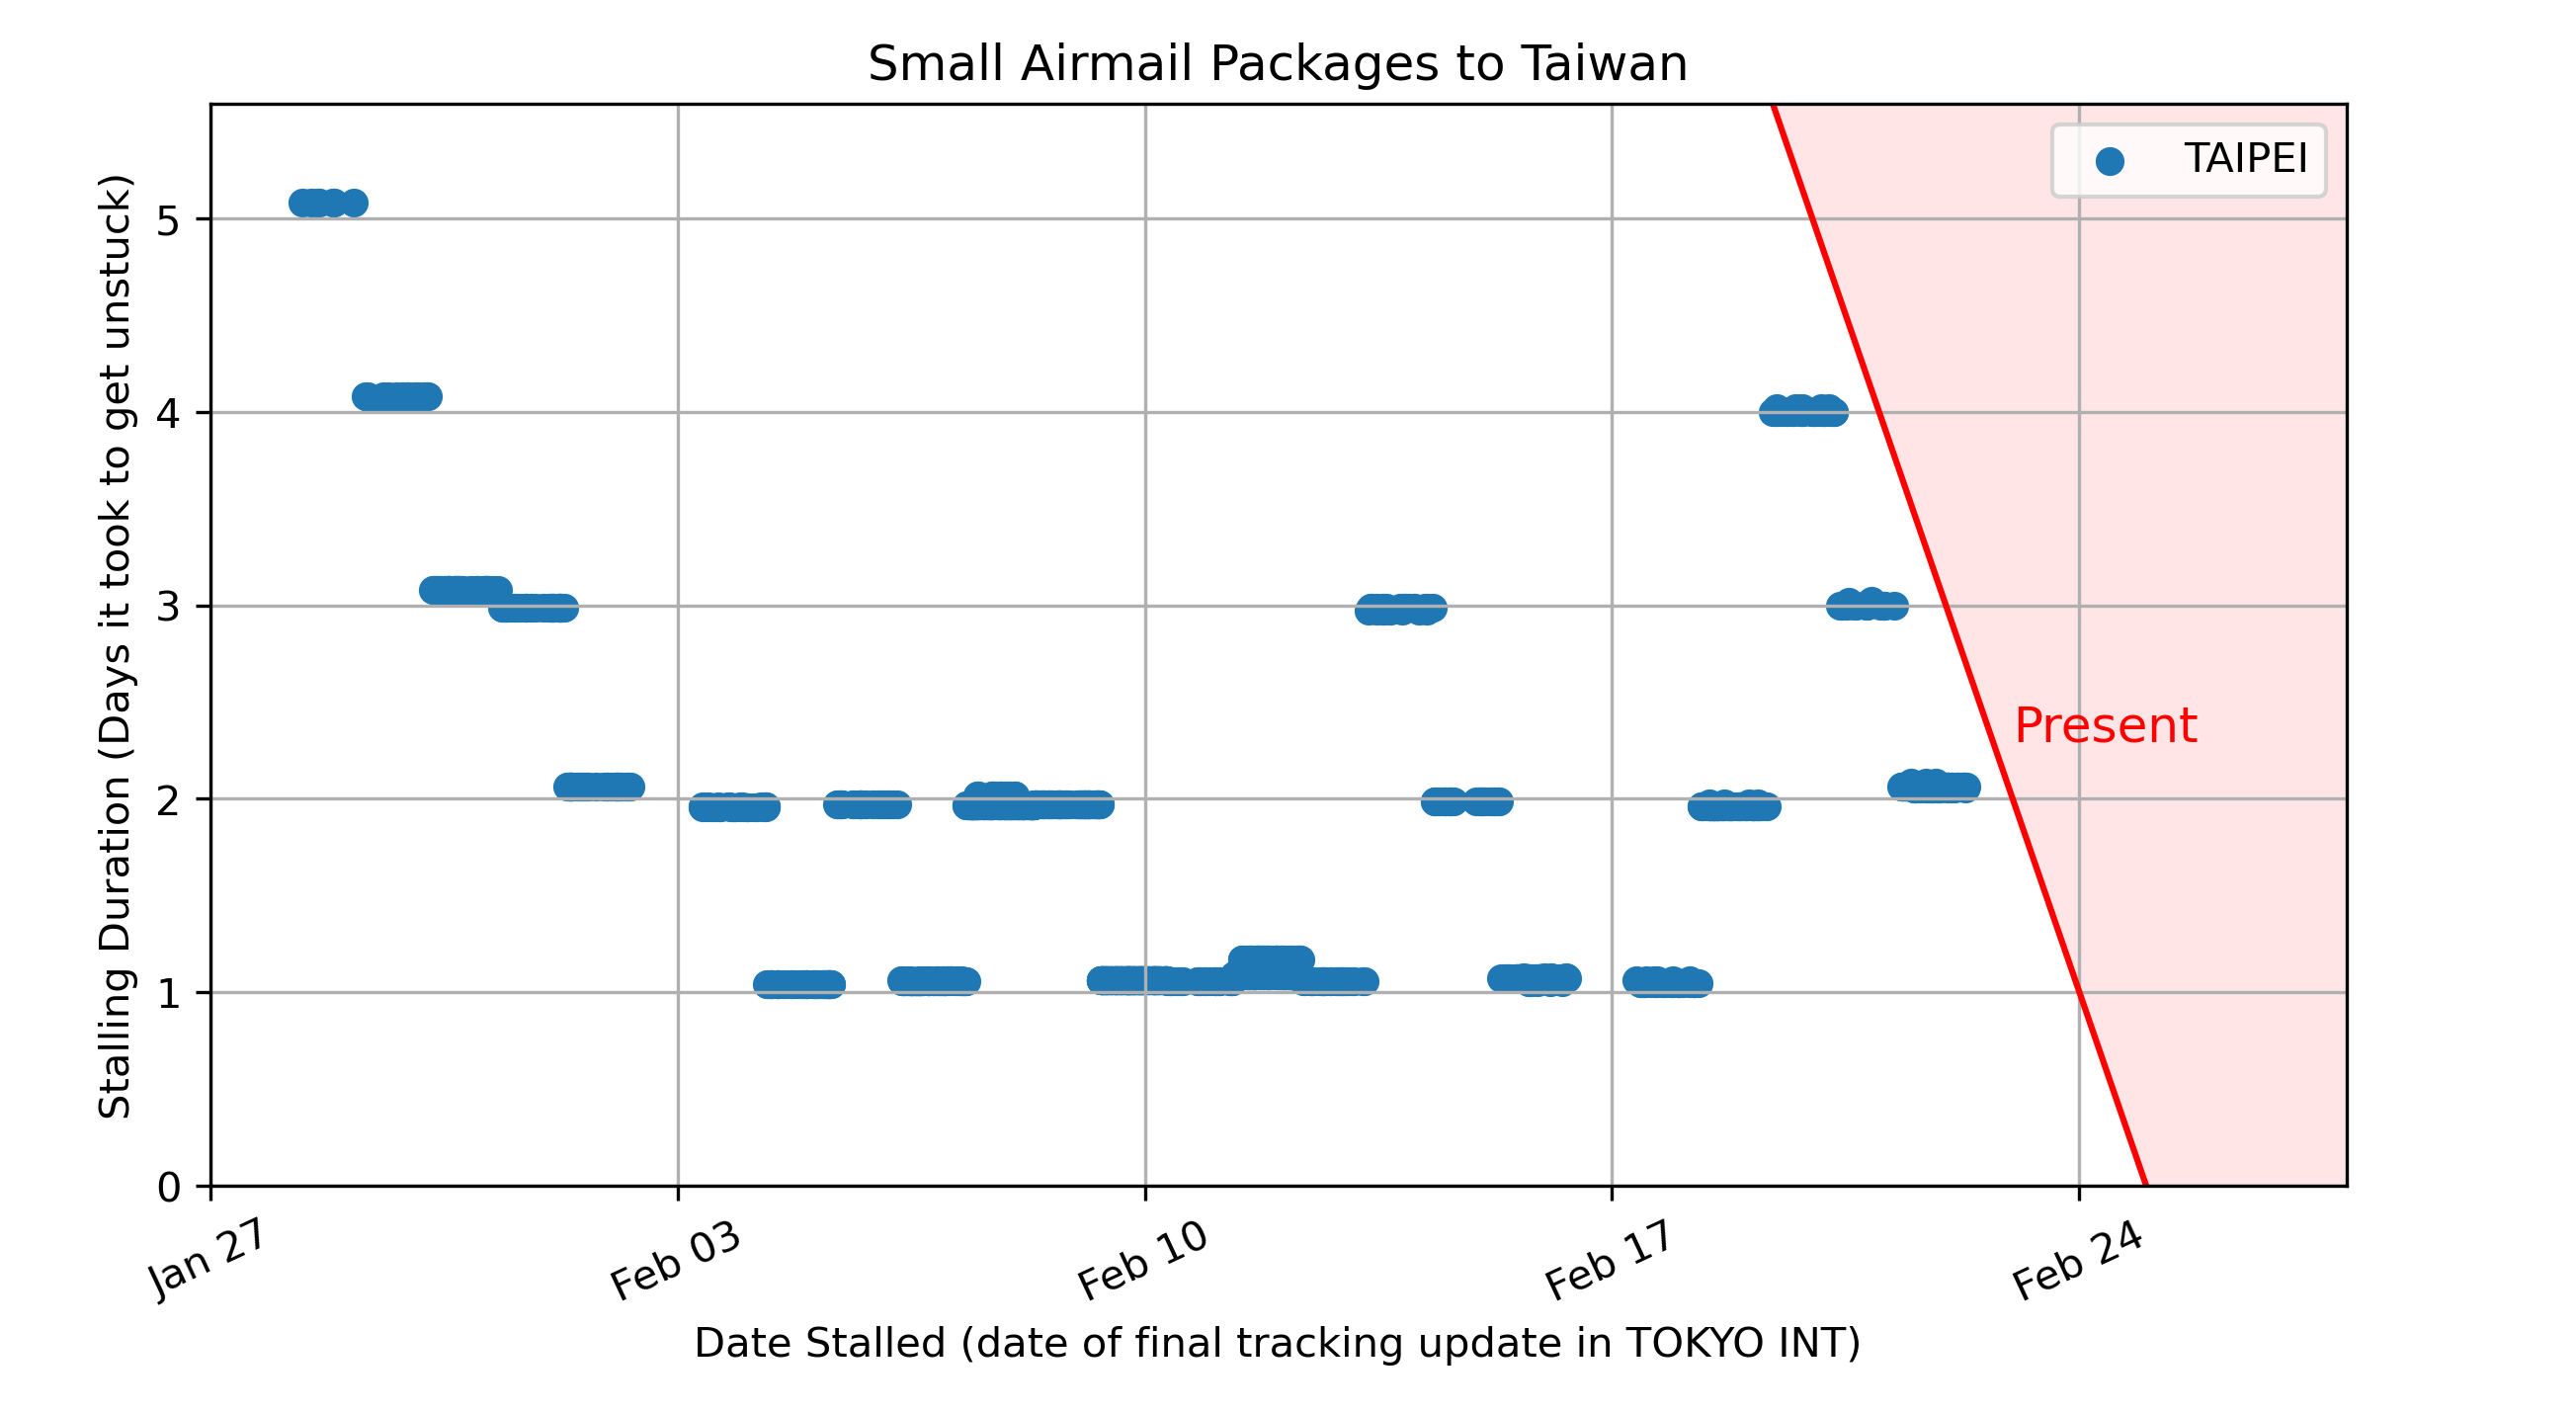 Small Airmail Packages to Taiwan
TAIPEI
Stalling Duration (Days it took to get unstuck)
5
4
3
2
1
0
Present
Jan 27
Feb 03
Feb 10
Feb 17
Feb 24
Date Stalled (date of final tracking update in TOKYO INT)